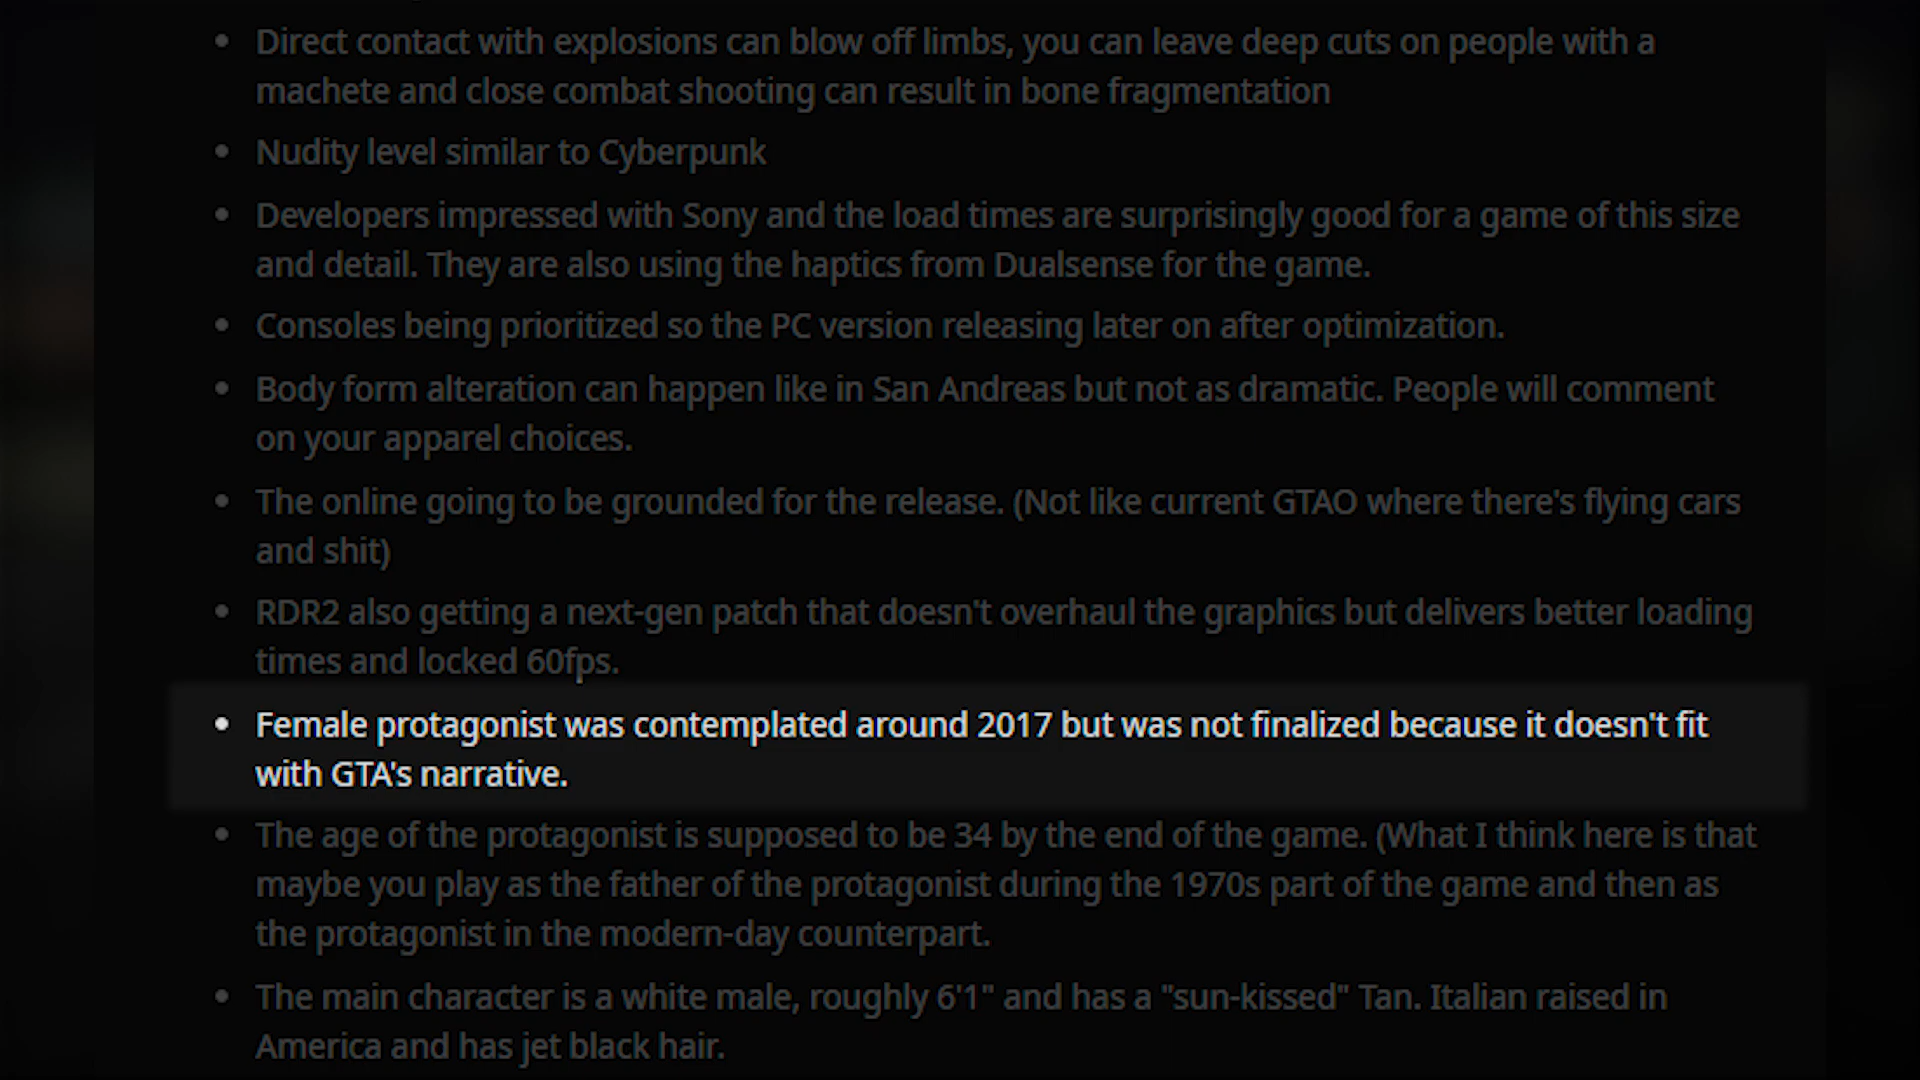 • Direct contact with explosions can blow off limbs, you can leave deep cuts on people with a
machete and close combat shooting can result in bone fragmentation
• Nudity level similar to Cyberpunk
• Developers impressed with Sony and the load times are surprisingly good for a game of this size
and detail. They are also using the haptics from Dualsense for the game.
• Consoles being prioritized so the PC version releasing later on after optimization.
• Body form alteration can happen like in San Andreas but not as dramatic. People will comment
on your apparel choices.
• The online going to be grounded for the release. (Not like current GTAO where there's flying cars
and shit)
• RDR2 also getting a next-gen patch that doesn't overhaul the graphics but delivers better loading
times and locked 60fps.
• Female protagonist was contemplated around 2017 but was not finalized because it doesn't fit
with GTA's narrative.
• The age of the protagonist is supposed to be 34 by the end of the game. (What I think here is that
maybe you play as the father of the protagonist during the 1970s part of the game and then as
the protagonist in the modern-day counterpart.
• The main character is a white male, roughly 6'1" and has a "sun-kissed" Tan. Italian raised in
America and has jet black hair.